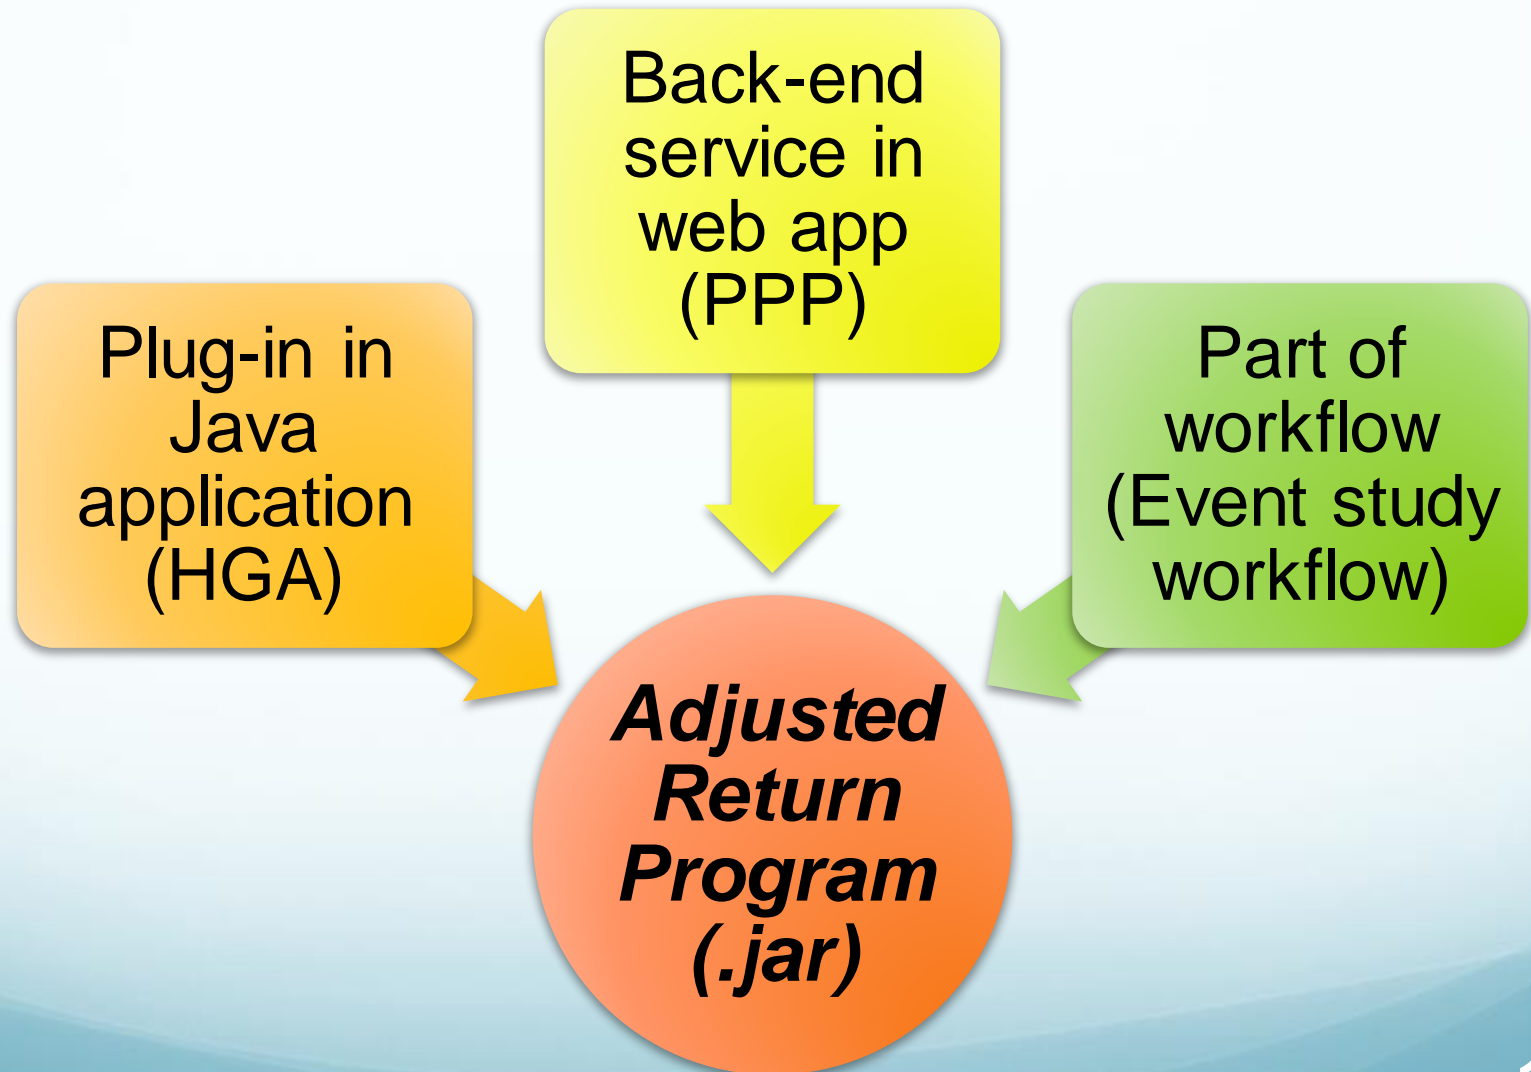 Back-end
service in
web app
(PPP)
Plug-in in
Java
application
(HGA)
Part of
workflow
(Event study
workflow)
Adjusted
Return
Program
(.jar)